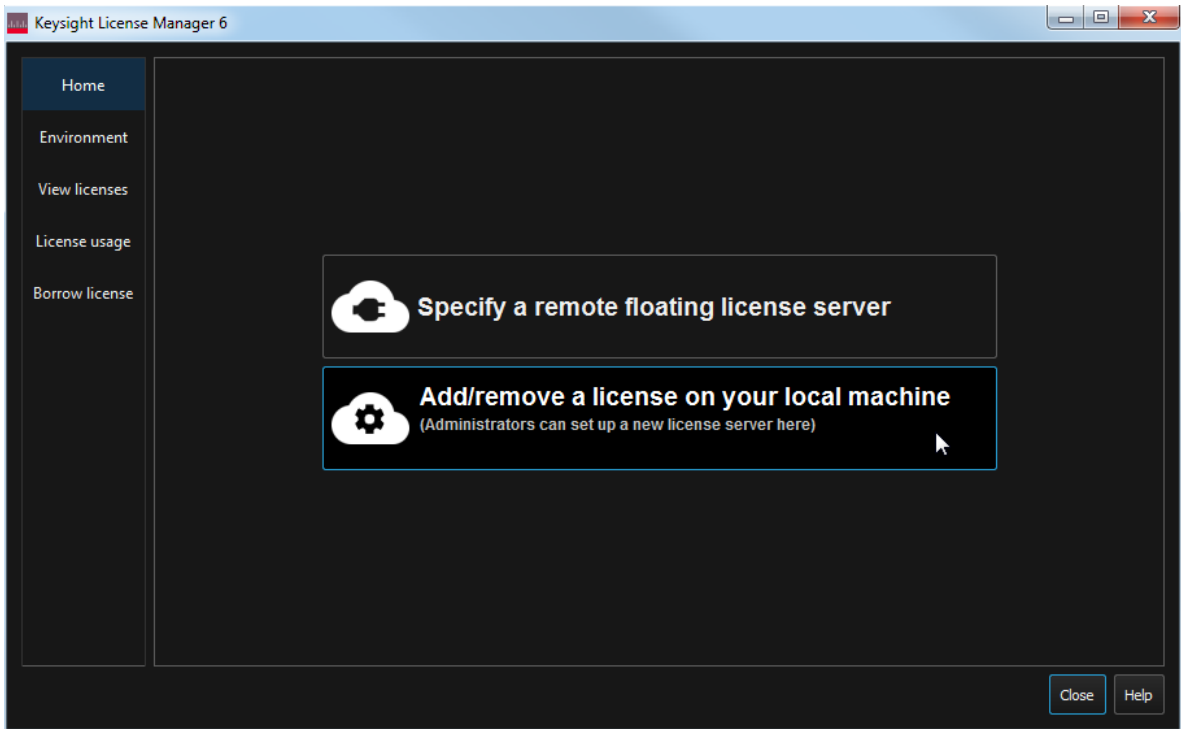 Keysight License Manager 6
Home
Environment
View licenses
License usage
Borrow license
Specify a remote floating license server
Add/remove a license on your local machine
(Administrators can set up a new license server here)
Close
Help